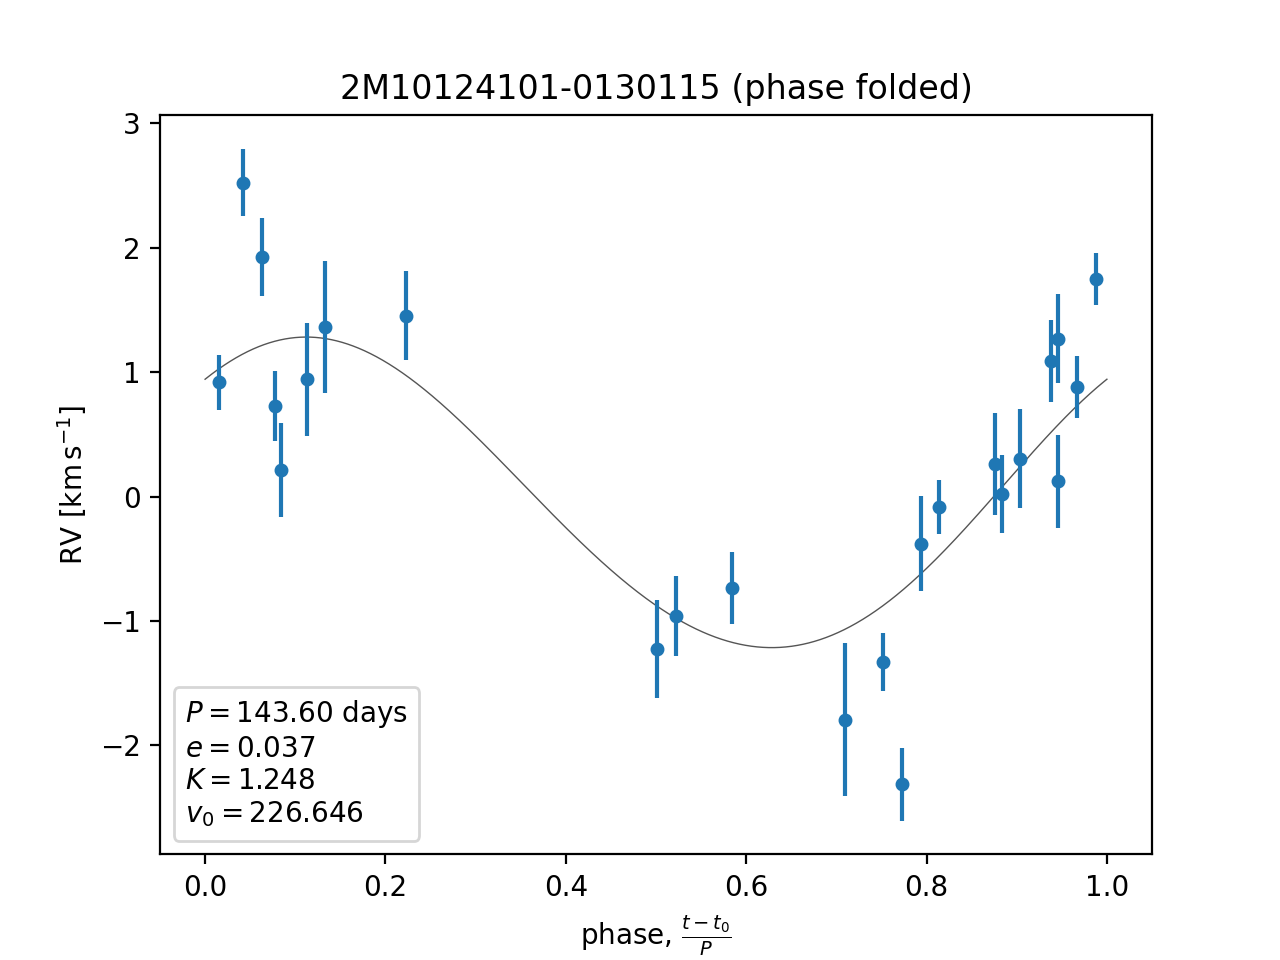 2M10124101-0130115 (phase folded)
RV [km s⁻¹]
3
2
1
0
−1
−2
P = 143.60 days
e = 0.037
K = 1.248
v₀ = 226.646
0.0 0.2 0.4 0.6 0.8 1.0
phase, (t − t₀)/P